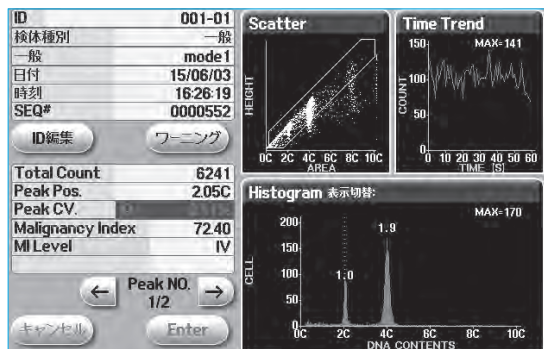 ID 001-01
検体種別 一般
一般 mode1
日付 15/06/03
時刻 16:26:19
SEQ# 0000552
ID編集 ワーニング
Total Count 6241
Peak Pos. 2.05C
Peak CV.
Malignancy Index 72.40
MI Level IV
← Peak NO. →
1/2
キャンセル Enter
Scatter
HEIGHT
0C 2C 4C 6C 8C 10C
AREA
Time Trend
MAX=141
150
100
50
0
COUNT
0 10 20 30 40 50 60
TIME [S]
Histogram 表示切替:
MAX=170
200
150
100
50
CELL
1.0
1.9
0C 2C 4C 6C 8C 10C
DNA CONTENTS